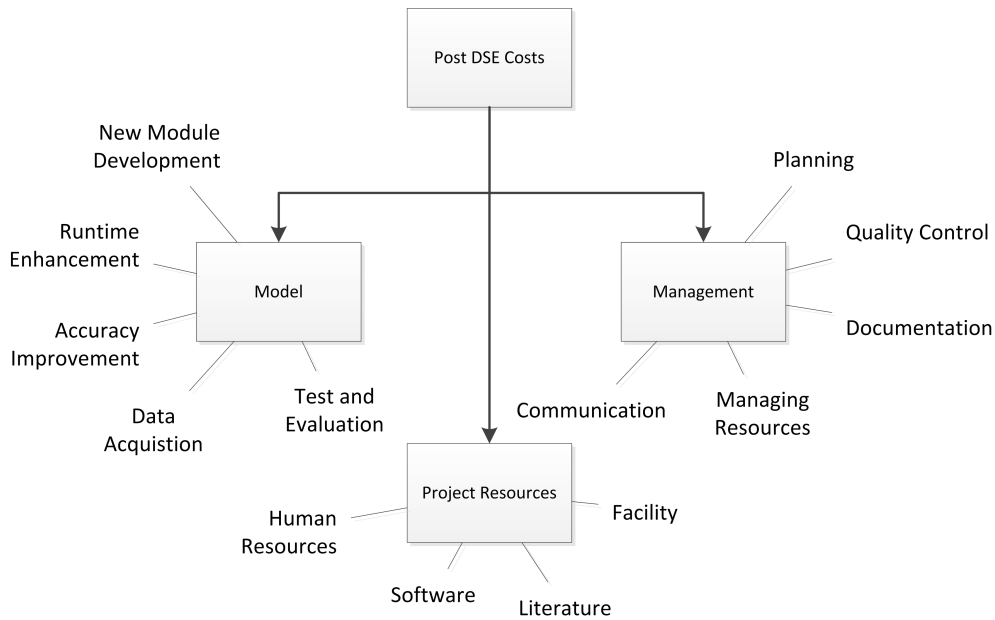 Post DSE Costs
New Module
Development
Runtime
Enhancement
Accuracy
Improvement
Data
Acquistion
Test and
Evaluation
Model
Planning
Quality Control
Documentation
Managing
Resources
Communication
Management
Project Resources
Human
Resources
Software
Literature
Facility